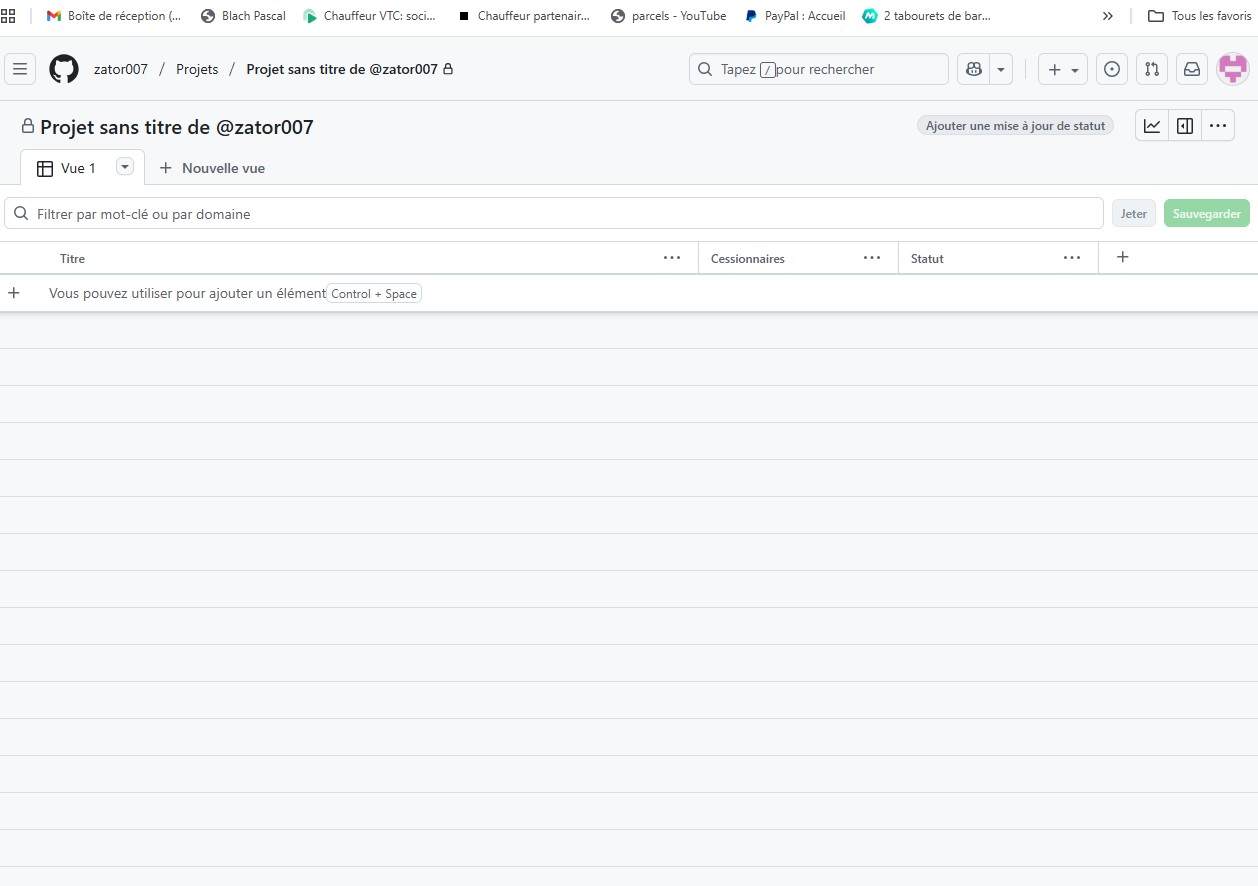 Boîte de réception (... Blach Pascal Chauffeur VTC: soci... Chauffeur partenair... parcels - YouTube PayPal : Accueil 2 tabourets de bar... Tous les favoris
zator007 / Projets / Projet sans titre de @zator007 Tapez / pour rechercher
Projet sans titre de @zator007 Ajouter une mise à jour de statut
Vue 1 Nouvelle vue
Filtrer par mot-clé ou par domaine Jeter Sauvegarder
Titre Cessionnaires Statut
Vous pouvez utiliser pour ajouter un élément Control + Space